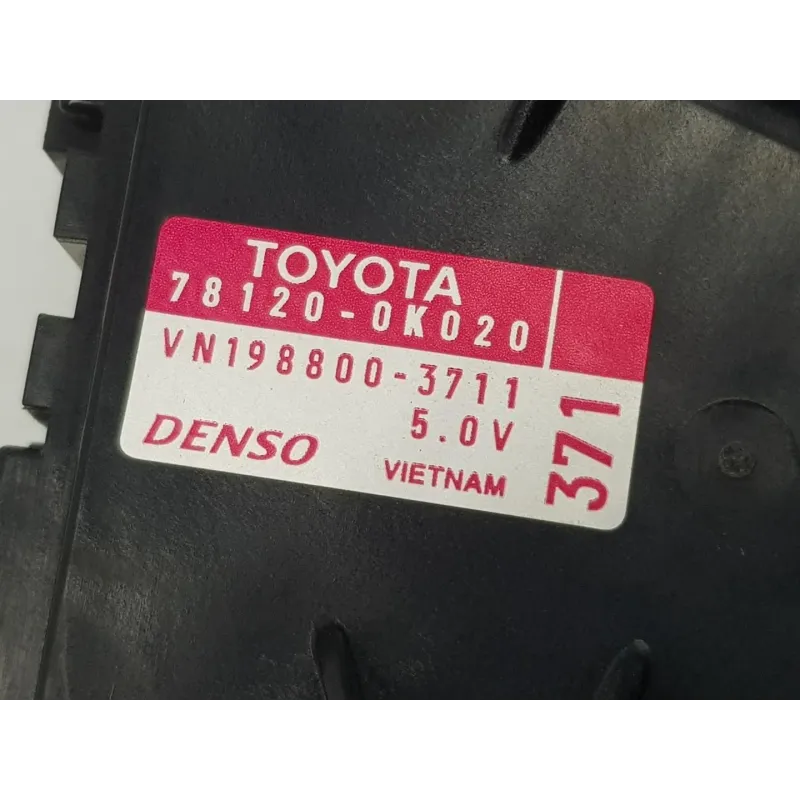 TOYOTA
78120-0K020
VN198800-3711
5.0V
DENSO
VIETNAM
371